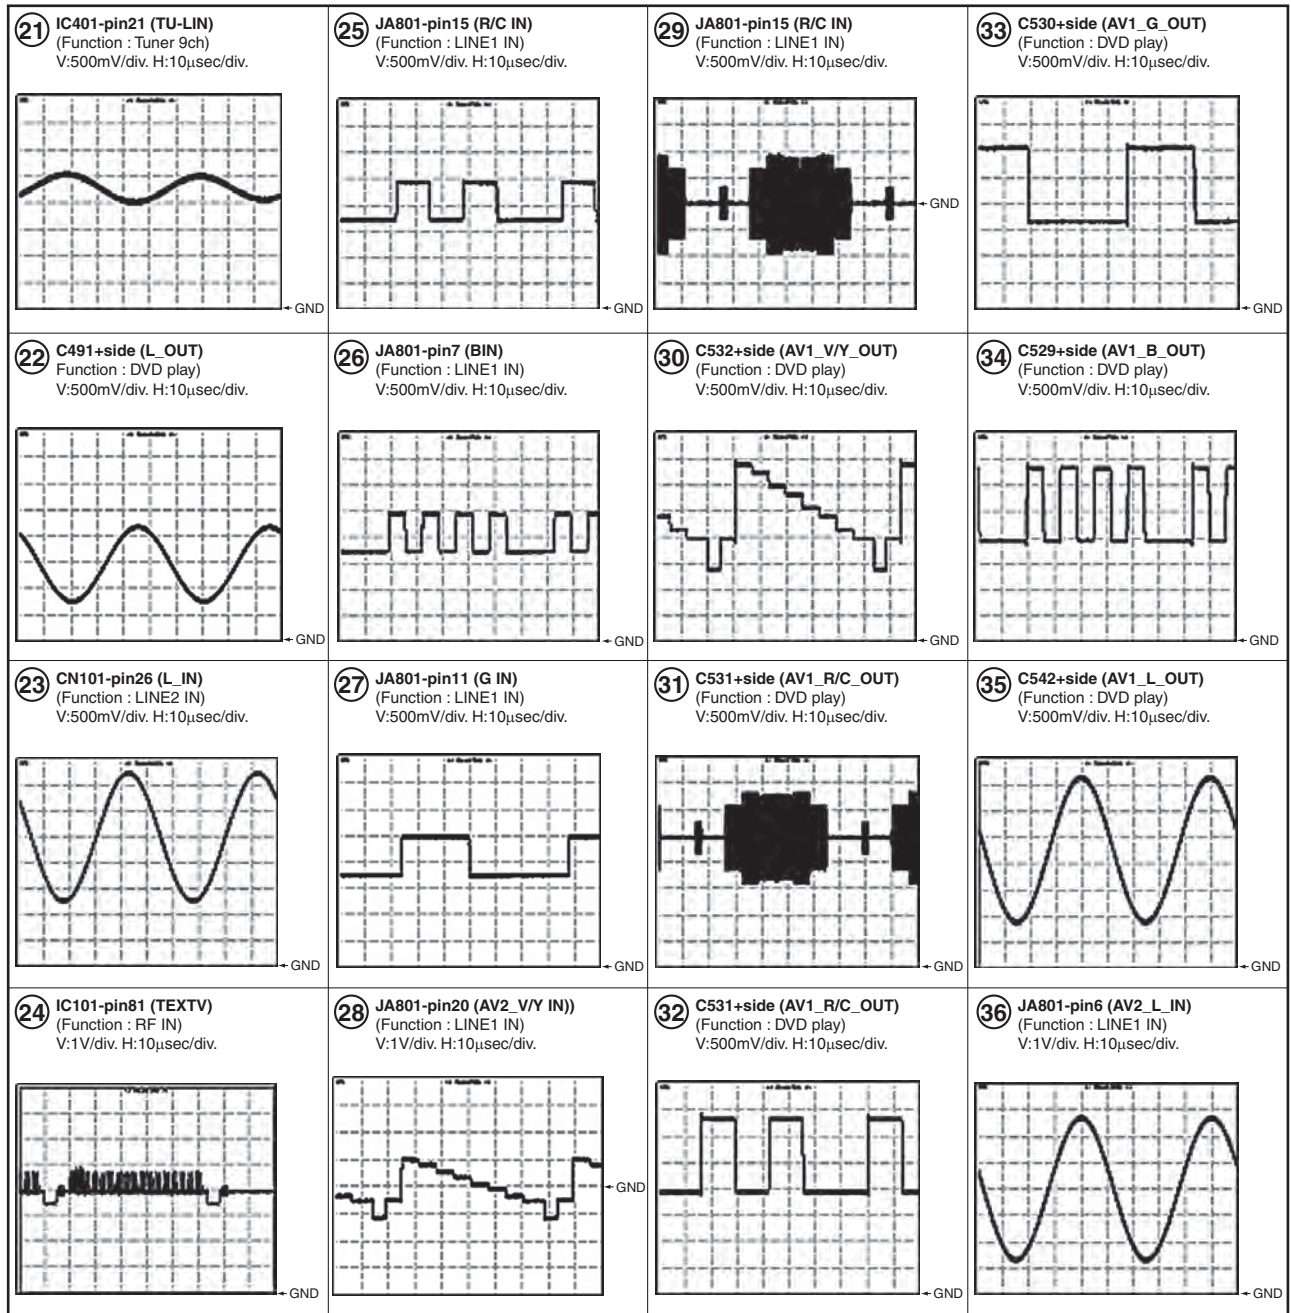 21 IC401-pin21 (TU-LIN)
(Function : Tuner 9ch)
V:500mV/div. H:10μsec/div.
GND
22 C491+side (L_OUT)
Function : DVD play)
V:500mV/div. H:10μsec/div.
GND
23 CN101-pin26 (L_IN)
(Function : LINE2 IN)
V:500mV/div. H:10μsec/div.
GND
24 IC101-pin81 (TEXTV)
(Function : RF IN)
V:1V/div. H:10μsec/div.
GND
25 JA801-pin15 (R/C IN)
(Function : LINE1 IN)
V:500mV/div. H:10μsec/div.
GND
26 JA801-pin7 (BIN)
(Function : LINE1 IN)
V:500mV/div. H:10μsec/div.
GND
27 JA801-pin11 (G IN)
(Function : LINE1 IN)
V:500mV/div. H:10μsec/div.
GND
28 JA801-pin20 (AV2_V/Y IN))
(Function : LINE1 IN)
V:1V/div. H:10μsec/div.
GND
29 JA801-pin15 (R/C IN)
(Function : LINE1 IN)
V:500mV/div. H:10μsec/div.
GND
30 C532+side (AV1_V/Y_OUT)
(Function : DVD play)
V:500mV/div. H:10μsec/div.
GND
31 C531+side (AV1_R/C_OUT)
(Function : DVD play)
V:500mV/div. H:10μsec/div.
GND
32 C531+side (AV1_R/C_OUT)
(Function : DVD play)
V:500mV/div. H:10μsec/div.
GND
33 C530+side (AV1_G_OUT)
(Function : DVD play)
V:500mV/div. H:10μsec/div.
GND
34 C529+side (AV1_B_OUT)
(Function : DVD play)
V:500mV/div. H:10μsec/div.
GND
35 C542+side (AV1_L_OUT)
(Function : DVD play)
V:500mV/div. H:10μsec/div.
GND
36 JA801-pin6 (AV2_L_IN)
(Function : LINE1 IN)
V:1V/div. H:10μsec/div.
GND